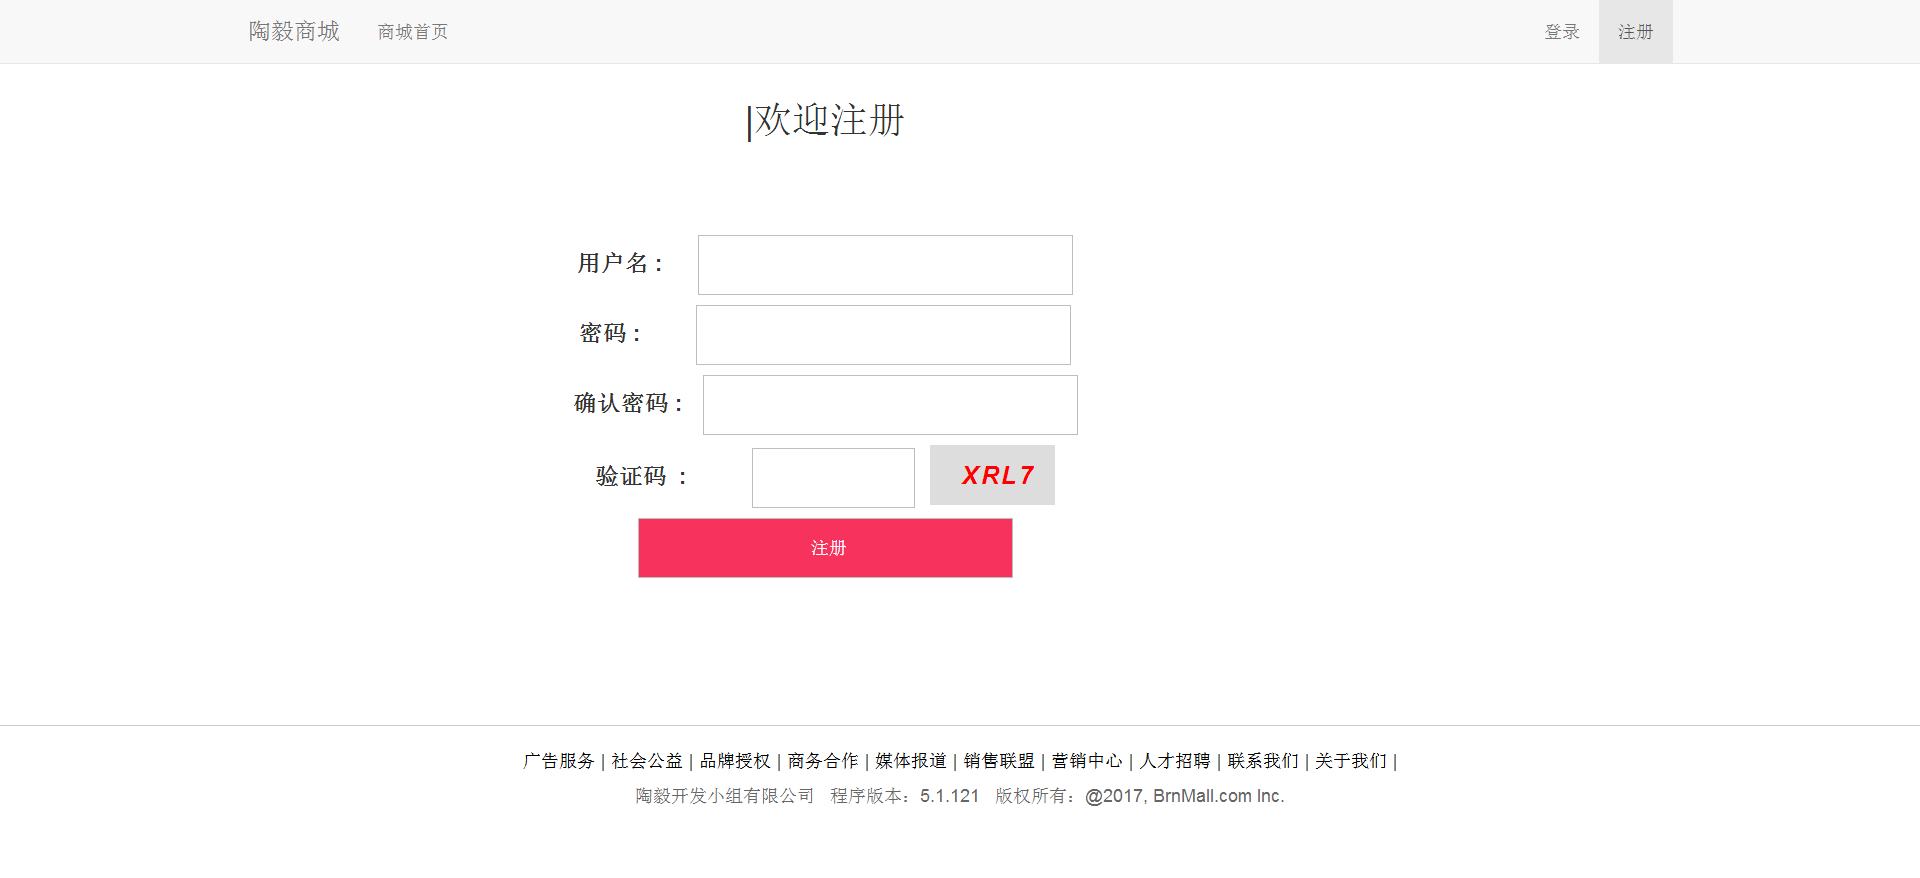 陶毅商城 商城首页 登录 注册
|欢迎注册
用户名：
密码：
确认密码：
验证码 ： XRL7
注册
广告服务 | 社会公益 | 品牌授权 | 商务合作 | 媒体报道 | 销售联盟 | 营销中心 | 人才招聘 | 联系我们 | 关于我们 |
陶毅开发小组有限公司 程序版本：5.1.121 版权所有：@2017, BrnMall.com Inc.